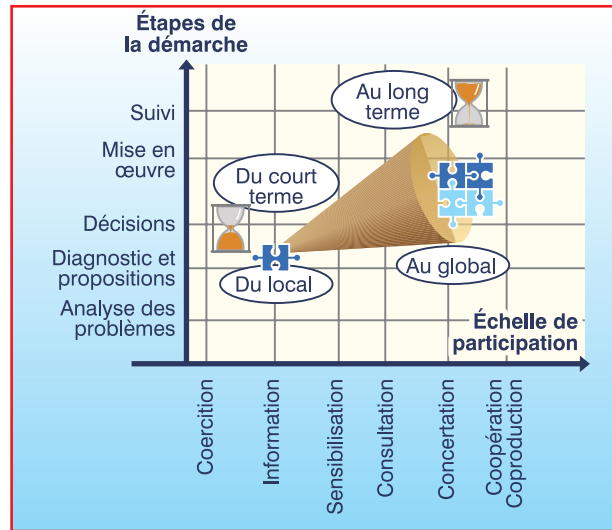 Étapes de
la démarche
Suivi
Mise en
œuvre
Décisions
Diagnostic et
propositions
Analyse des
problèmes
Au long
terme
Du court
terme
Du local
Au global
Échelle de
participation
Coercition
Information
Sensibilisation
Consultation
Concertation
Coopération
Coproduction